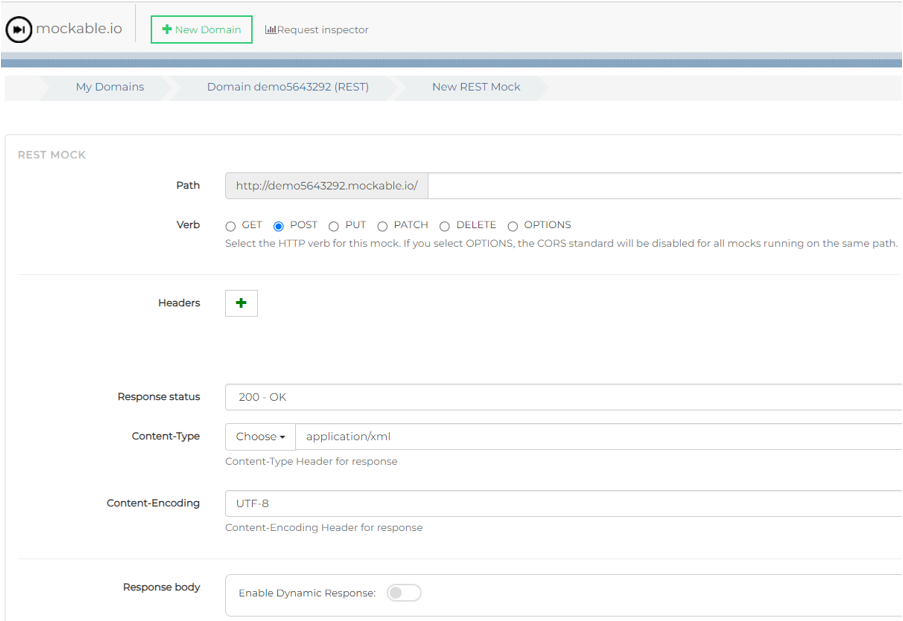 mockable.io
New Domain
Request inspector
My Domains
Domain demo5643292 (REST)
New REST Mock
REST MOCK
Path
http://demo5643292.mockable.io/
Verb
GET POST PUT PATCH DELETE OPTIONS
Select the HTTP verb for this mock. If you select OPTIONS, the CORS standard will be disabled for all mocks running on the same path.
Headers
Response status
200 - OK
Content-Type
Choose
application/xml
Content-Type Header for response
Content-Encoding
UTF-8
Content-Encoding Header for response
Response body
Enable Dynamic Response: